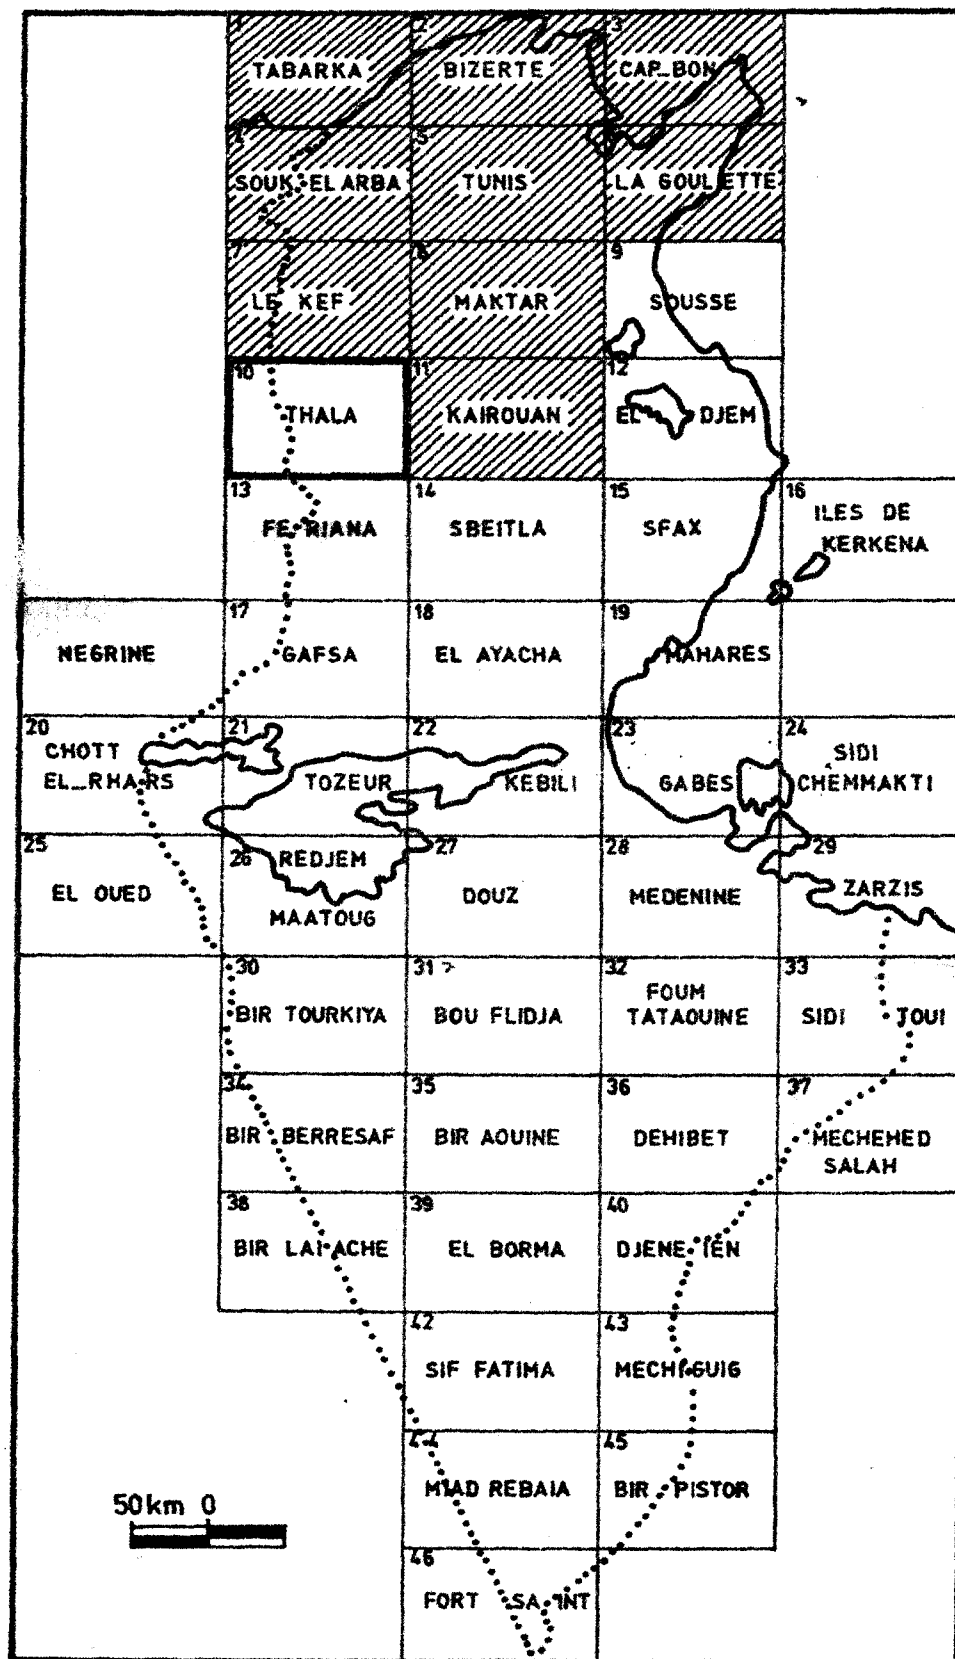 1 2 3
TABARKA BIZERTE CAP_BON
4 5
SOUK EL ARBA TUNIS LA GOULETTE
7 8 9
LE KEF MAKTAR SOUSSE
10 11 12
THALA KAIROUAN EL DJEM
13 14 15 16
FERIANA SBEITLA SFAX ILES DE
KERKENA
17 18 19
NEGRINE GAFSA EL AYACHA MAHARES
20 21 22 23 24
CHOTT SIDI
EL_RHARS TOZEUR KEBILI GABES CHEMMAKTI
25 26 27 28 29
REDJEM
EL OUED DOUZ MEDENINE ZARZIS
MAATOUG
30 31 32 33
FOUM
BIR TOURKIYA BOU FLIDJA TATAOUINE SIDI TOUI
34 35 36 37
BIR BERRESAF BIR AOUINE DEHIBET MECHEHED
SALAH
38 39 40
BIR LARACHE EL BORMA DJENEIEN
42 43
SIF FATIMA MECHIGUIG
44 45
MIAD REBAIA BIR PISTOR
50km 0
46
FORT SAINT